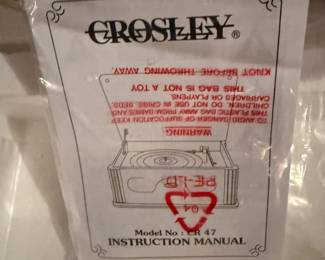 CROSLEY®
WARNING:
TO AVOID DANGER OF SUFFOCATION KEEP
THIS PLASTIC BAG AWAY FROM BABIES AND
CHILDREN. DO NOT USE IN CRIBS, BEDS,
CARRIAGES OR PLAYPENS.
THIS BAG IS NOT A TOY
KNOT BEFORE THROWING AWAY.
PE-LD
04
Model No : CR 47
INSTRUCTION MANUAL